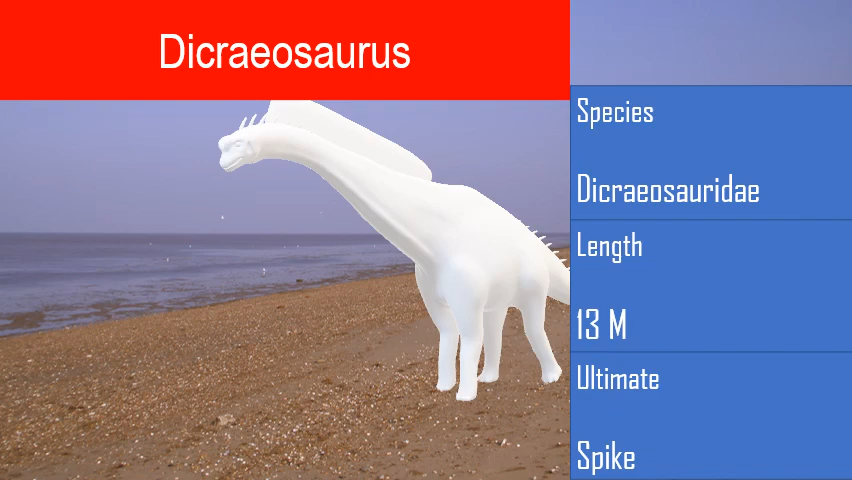 Dicraeosaurus
Species
Dicraeosauridae
Length
13 M
Ultimate
Spike